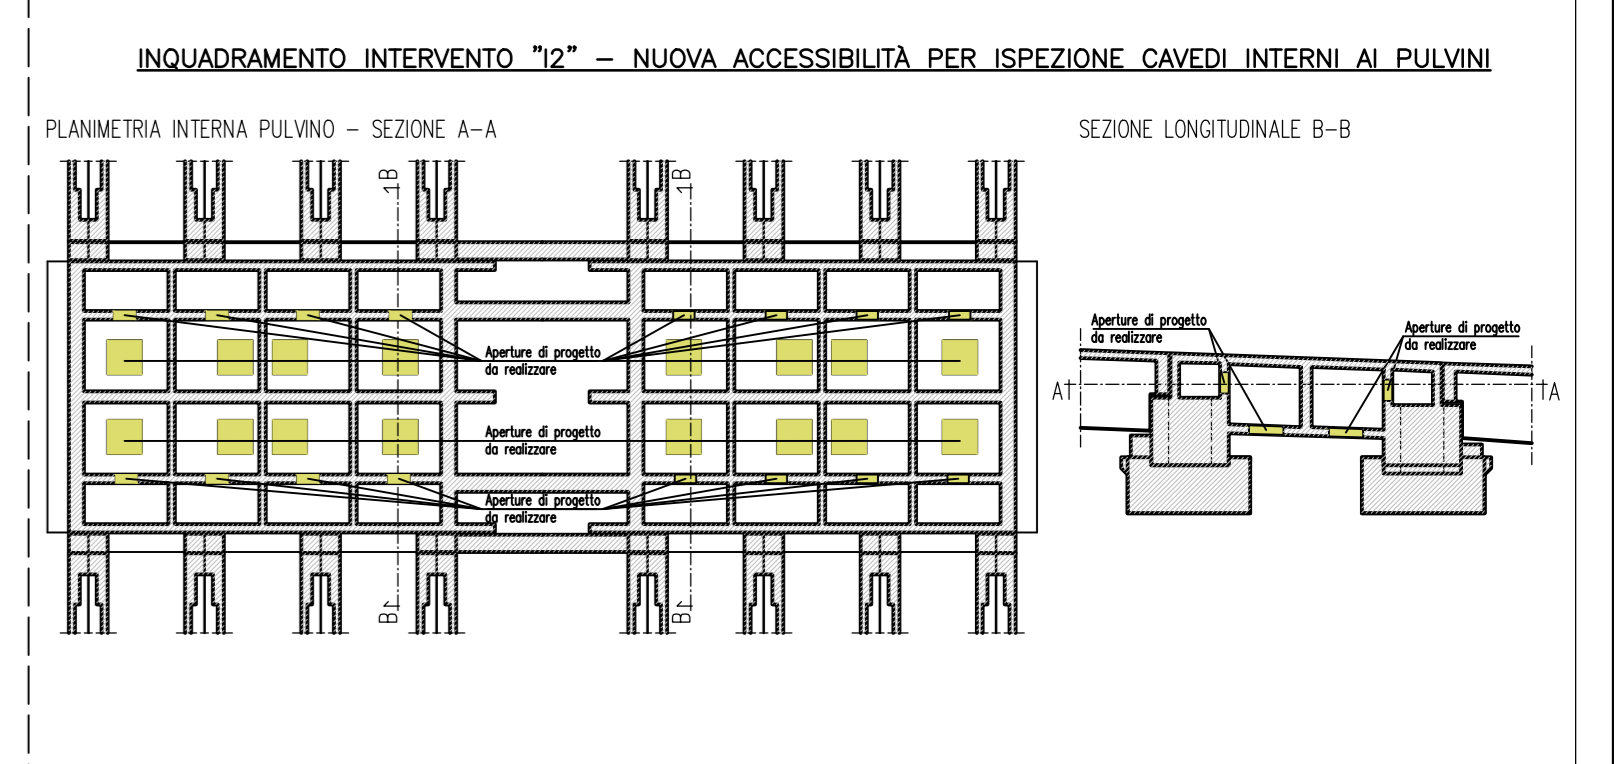 INQUADRAMENTO INTERVENTO "I2" – NUOVA ACCESSIBILITÀ PER ISPEZIONE CAVEDI INTERNI AI PULVINI
PLANIMETRIA INTERNA PULVINO – SEZIONE A–A
SEZIONE LONGITUDINALE B–B
B
B
Aperture di progetto
da realizzare
Aperture di progetto
da realizzare
Aperture di progetto
da realizzare
B
B
Aperture di progetto
da realizzare
Aperture di progetto
da realizzare
A
A